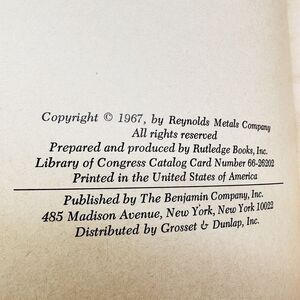 Copyright © 1967, by Reynolds Metals Company
All rights reserved
Prepared and produced by Rutledge Books, Inc.
Library of Congress Catalog Card Number 66-26202
Printed in the United States of America
Published by The Benjamin Company, Inc.
485 Madison Avenue, New York, New York 10022
Distributed by Grosset & Dunlap, Inc.